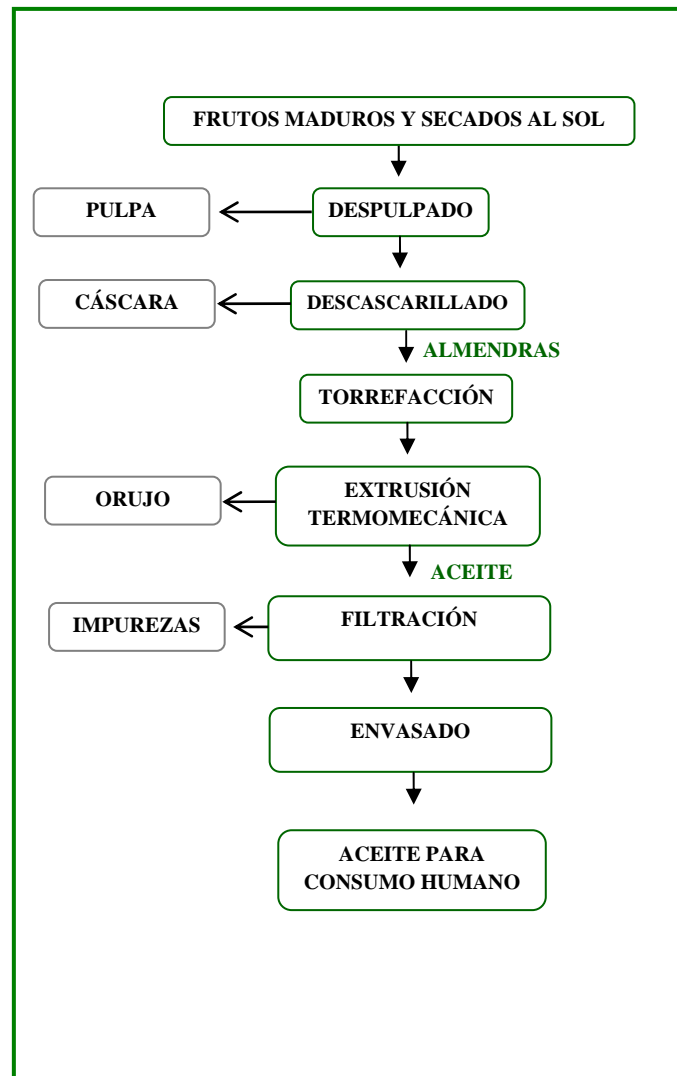 FRUTOS MADUROS Y SECADOS AL SOL
PULPA
DESPULPADO
CÁSCARA
DESCASCARILLADO
ALMENDRAS
TORREFACCIÓN
ORUJO
EXTRUSIÓN
TERMOMECÁNICA
ACEITE
IMPUREZAS
FILTRACIÓN
ENVASADO
ACEITE PARA
CONSUMO HUMANO